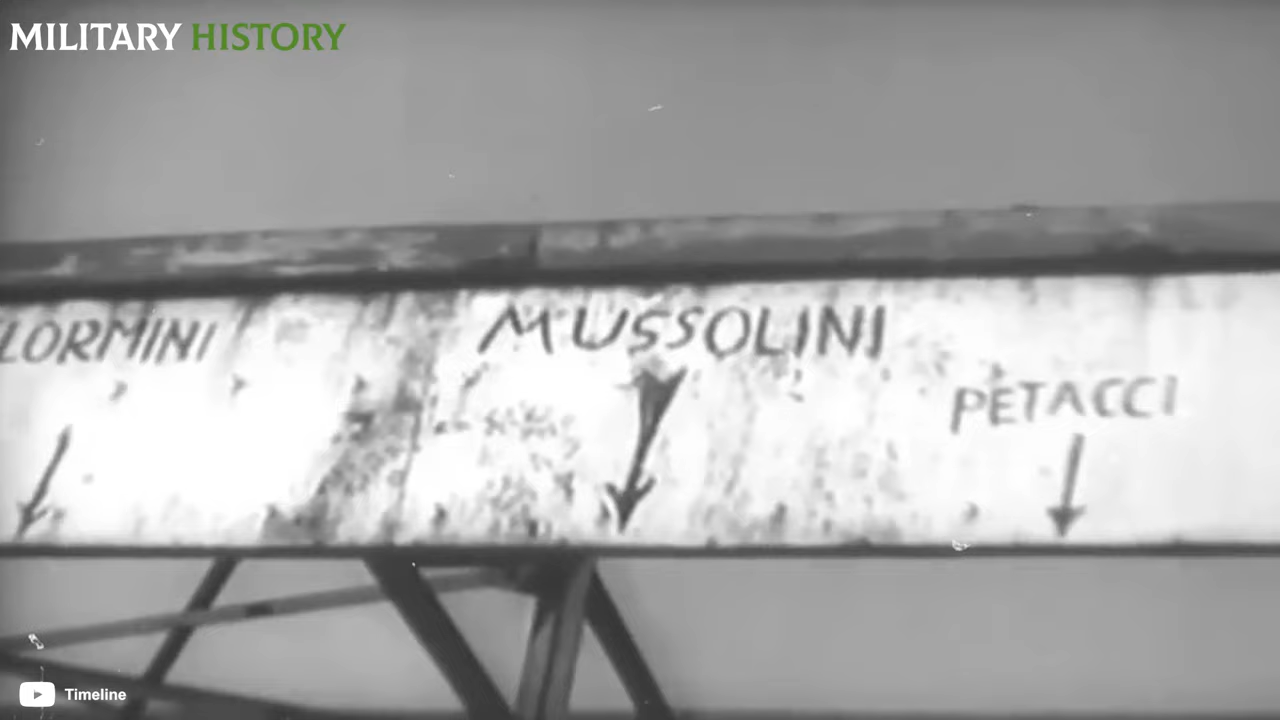 MILITARY HISTORY
LORMINI
MUSSOLINI
PETACCI
Timeline